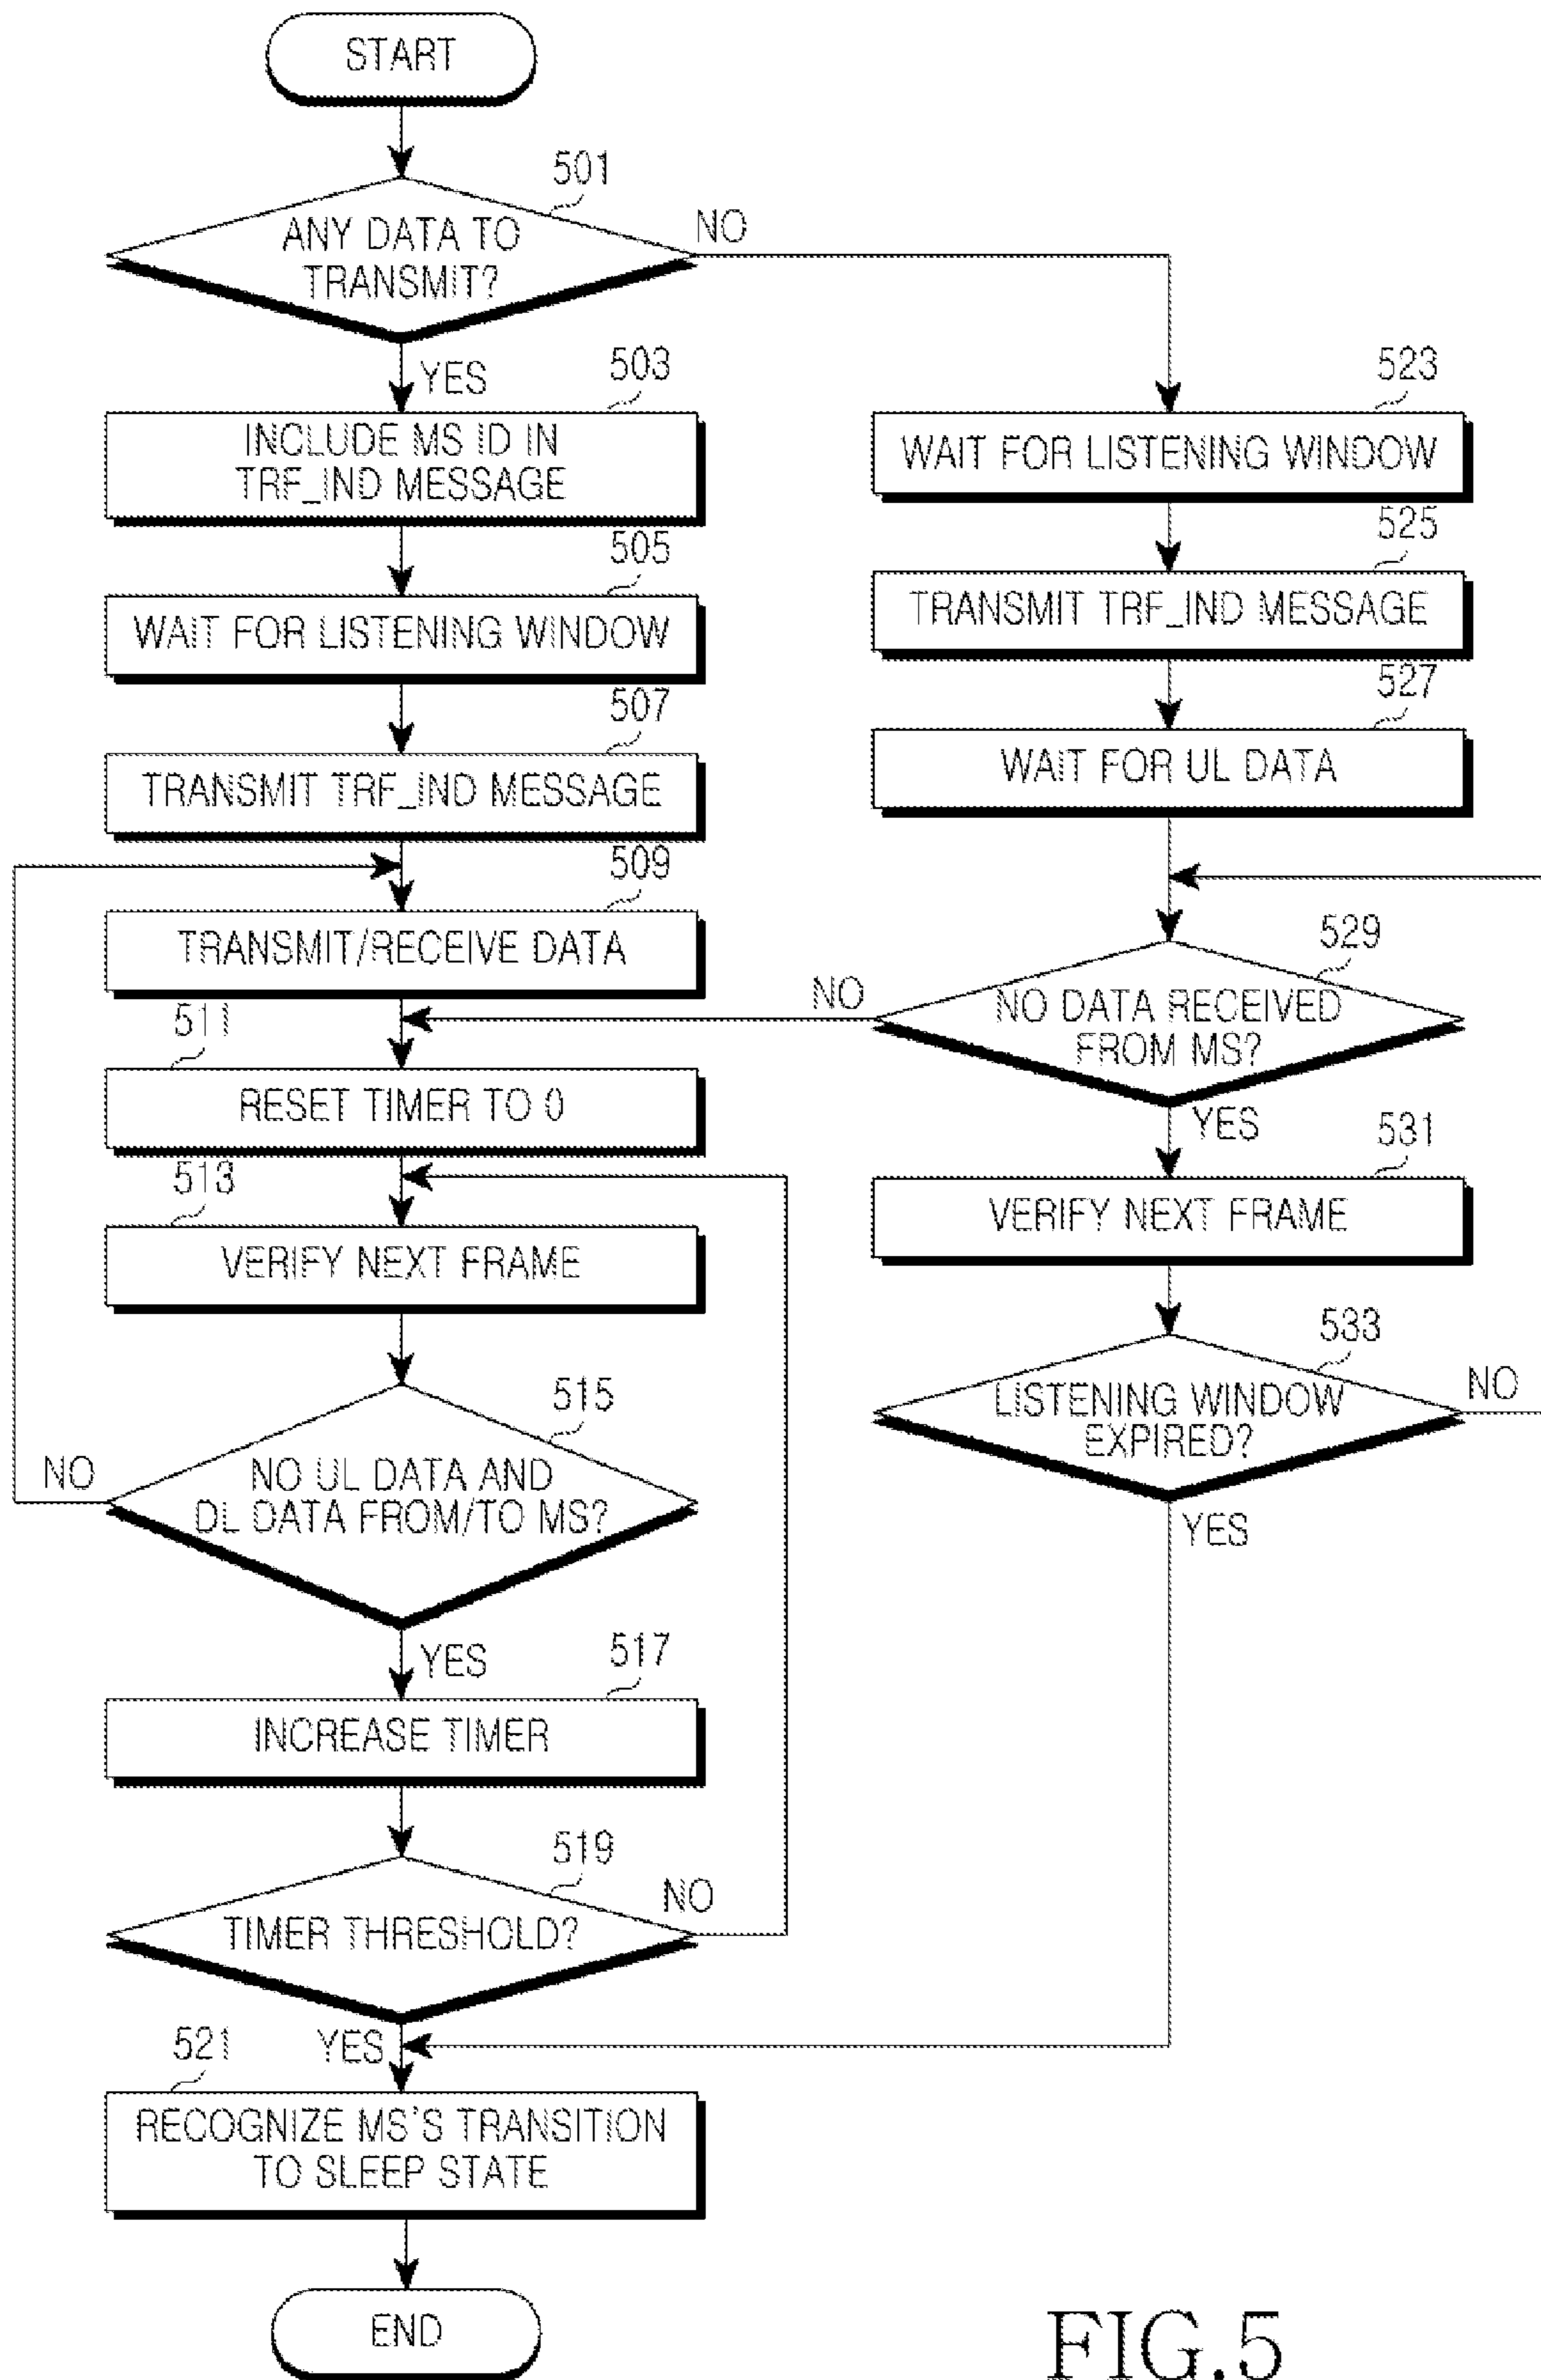 START
501
ANY DATA TO
TRANSMIT?
NO
YES
503
INCLUDE MS ID IN
TRF_IND MESSAGE
505
WAIT FOR LISTENING WINDOW
507
TRANSMIT TRF_IND MESSAGE
509
TRANSMIT/RECEIVE DATA
511
RESET TIMER TO 0
513
VERIFY NEXT FRAME
515
NO UL DATA AND
DL DATA FROM/TO MS?
NO
YES
517
INCREASE TIMER
519
TIMER THRESHOLD?
NO
YES
521
RECOGNIZE MS'S TRANSITION
TO SLEEP STATE
END
523
WAIT FOR LISTENING WINDOW
525
TRANSMIT TRF_IND MESSAGE
527
WAIT FOR UL DATA
529
NO DATA RECEIVED
FROM MS?
NO
YES
531
VERIFY NEXT FRAME
533
LISTENING WINDOW
EXPIRED?
NO
YES
FIG.5